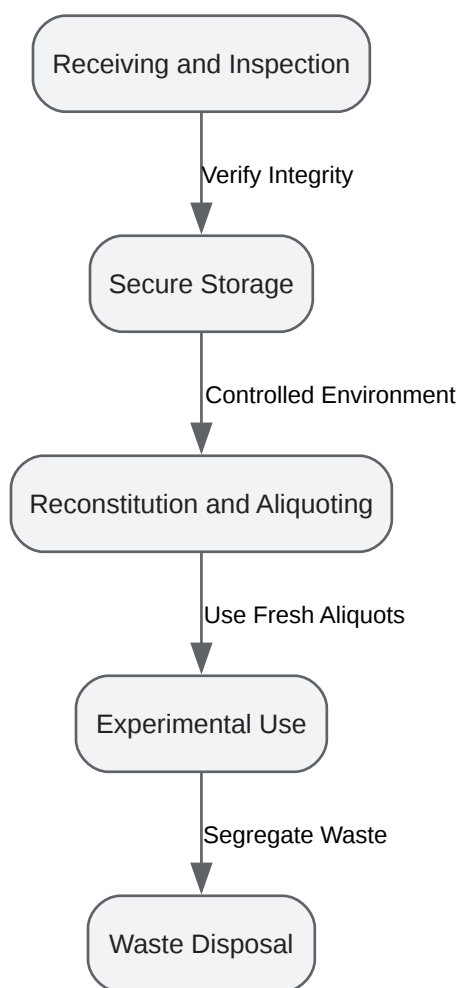 Receiving and Inspection
Verify Integrity
Secure Storage
Controlled Environment
Reconstitution and Aliquoting
Use Fresh Aliquots
Experimental Use
Segregate Waste
Waste Disposal